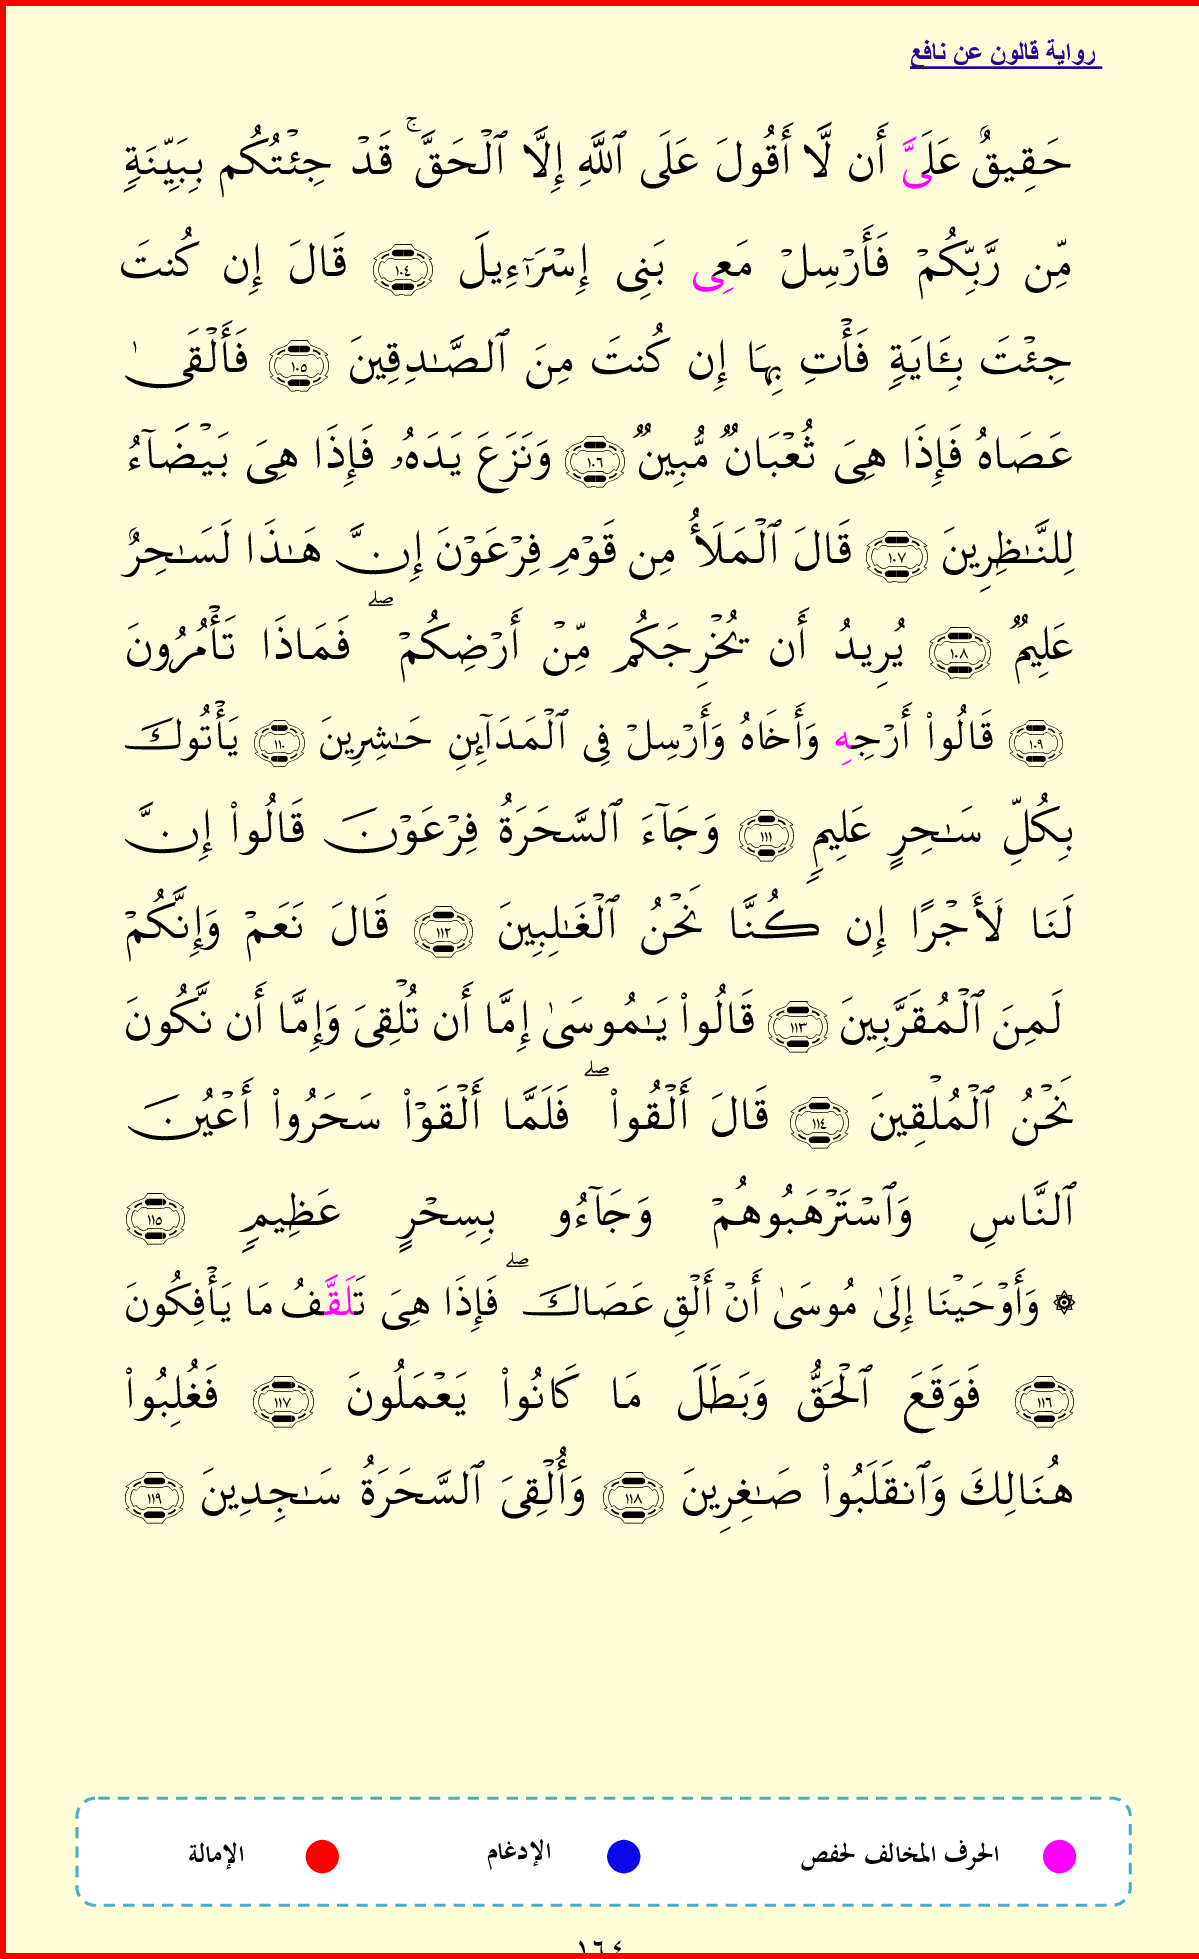 رواية قالون عن نافع
حَقِيقٌ عَلَىَّ أَن لَّا أَقُولَ عَلَى ٱللَّهِ إِلَّا ٱلْحَقَّ ۚ قَدْ جِئْتُكُم بِبَيِّنَةٍ
مِّن رَّبِّكُمْ فَأَرْسِلْ مَعِى بَنِى إِسْرَٰٓءِيلَ ١٠٤ قَالَ إِن كُنتَ
جِئْتَ بِـَٔايَةٍ فَأْتِ بِهَا إِن كُنتَ مِنَ ٱلصَّـٰدِقِينَ ١٠٥ فَأَلْقَىٰ
عَصَاهُ فَإِذَا هِىَ ثُعْبَانٌ مُّبِينٌ ١٠٦ وَنَزَعَ يَدَهُۥ فَإِذَا هِىَ بَيْضَآءُ
لِلنَّـٰظِرِينَ ١٠٧ قَالَ ٱلْمَلَأُ مِن قَوْمِ فِرْعَوْنَ إِنَّ هَـٰذَا لَسَـٰحِرٌ
عَلِيمٌ ١٠٨ يُرِيدُ أَن يُخْرِجَكُم مِّنْ أَرْضِكُمْ ۖ فَمَاذَا تَأْمُرُونَ
١٠٩ قَالُوا۟ أَرْجِهِ وَأَخَاهُ وَأَرْسِلْ فِى ٱلْمَدَآئِنِ حَـٰشِرِينَ ١١٠ يَأْتُوكَ
بِكُلِّ سَـٰحِرٍ عَلِيمٍ ١١١ وَجَآءَ ٱلسَّحَرَةُ فِرْعَوْنَ قَالُوا۟ إِنَّ
لَنَا لَأَجْرًا إِن كُنَّا نَحْنُ ٱلْغَـٰلِبِينَ ١١٢ قَالَ نَعَمْ وَإِنَّكُمْ
لَمِنَ ٱلْمُقَرَّبِينَ ١١٣ قَالُوا۟ يَـٰمُوسَىٰ إِمَّا أَن تُلْقِىَ وَإِمَّا أَن نَّكُونَ
نَحْنُ ٱلْمُلْقِينَ ١١٤ قَالَ أَلْقُوا۟ ۖ فَلَمَّا أَلْقَوْا۟ سَحَرُوا۟ أَعْيُنَ
ٱلنَّاسِ وَٱسْتَرْهَبُوهُمْ وَجَآءُو بِسِحْرٍ عَظِيمٍ ١١٥
۞ وَأَوْحَيْنَا إِلَىٰ مُوسَىٰ أَنْ أَلْقِ عَصَاكَ ۖ فَإِذَا هِىَ تَلَقَّفُ مَا يَأْفِكُونَ
١١٦ فَوَقَعَ ٱلْحَقُّ وَبَطَلَ مَا كَانُوا۟ يَعْمَلُونَ ١١٧ فَغُلِبُوا۟
هُنَالِكَ وَٱنقَلَبُوا۟ صَـٰغِرِينَ ١١٨ وَأُلْقِىَ ٱلسَّحَرَةُ سَـٰجِدِينَ ١١٩
الحرف المخالف لحفص الإدغام الإمالة
١٦٤